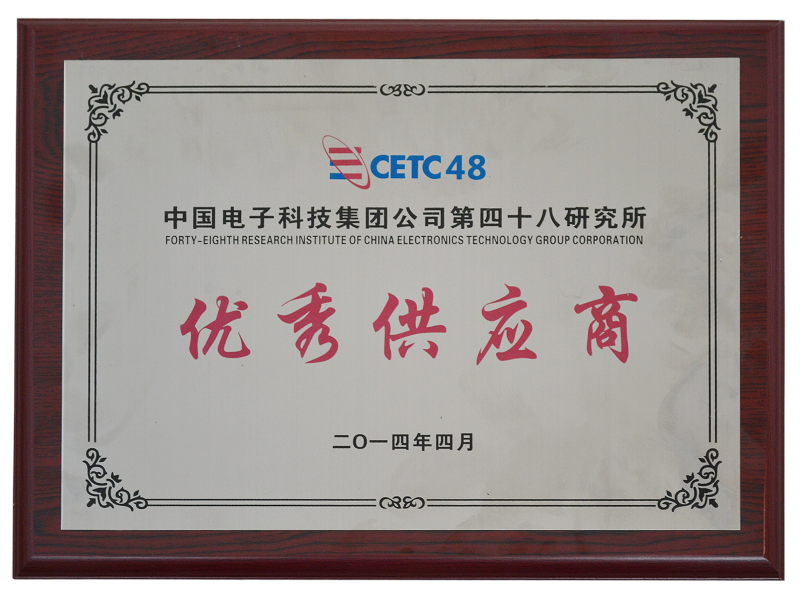 CETC 48
中国电子科技集团公司第四十八研究所
FORTY-EIGHTH RESEARCH INSTITUTE OF CHINA ELECTRONICS TECHNOLOGY GROUP CORPORATION
优秀供应商
二〇一四年四月